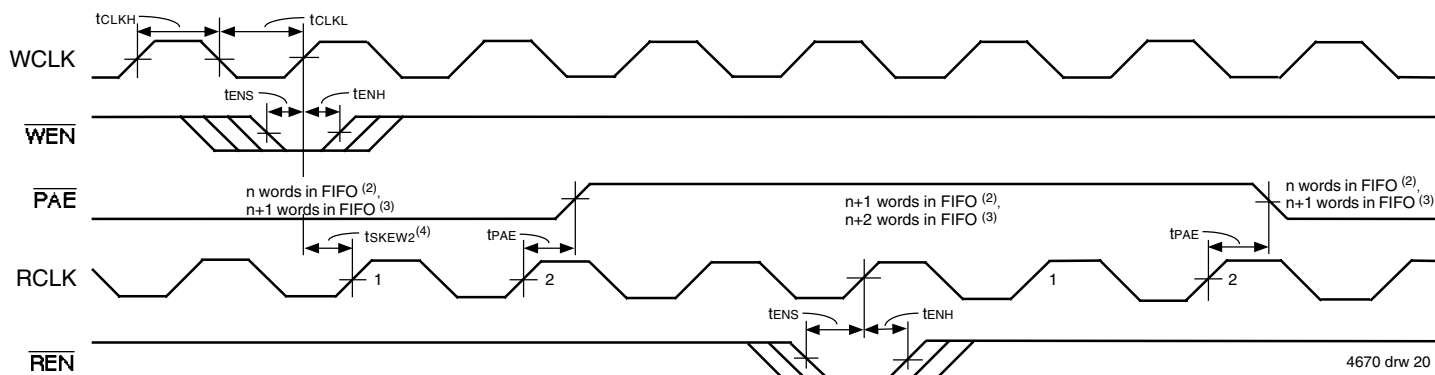 tCLKH
tCLKL
WCLK
tENS
tENH
WEN
PAE
n words in FIFO (2),
n+1 words in FIFO (3)
n+1 words in FIFO (2),
n+2 words in FIFO (3)
n words in FIFO (2),
n+1 words in FIFO (3)
tSKEW2(4)
tPAE
tPAE
RCLK
1
2
1
2
tENS
tENH
REN
4670 drw 20